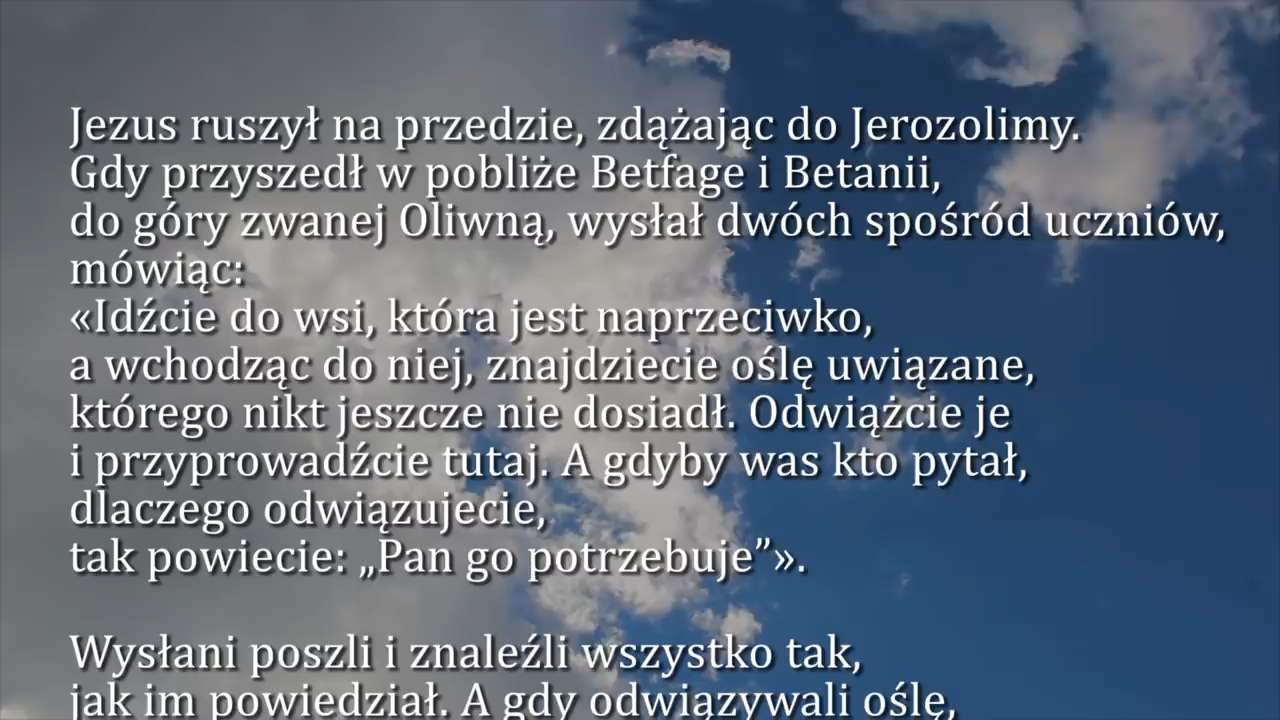 Jezus ruszył na przedzie, zdążając do Jerozolimy.
Gdy przyszedł w pobliże Betfage i Betanii,
do góry zwanej Oliwną, wysłał dwóch spośród uczniów,
mówiąc:
«Idźcie do wsi, która jest naprzeciwko,
a wchodząc do niej, znajdziecie oślę uwiązane,
którego nikt jeszcze nie dosiadł. Odwiążcie je
i przyprowadźcie tutaj. A gdyby was kto pytał,
dlaczego odwiązujecie,
tak powiecie: „Pan go potrzebuje”».
Wysłani poszli i znaleźli wszystko tak,
jak im powiedział. A gdy odwiązywali oślę,